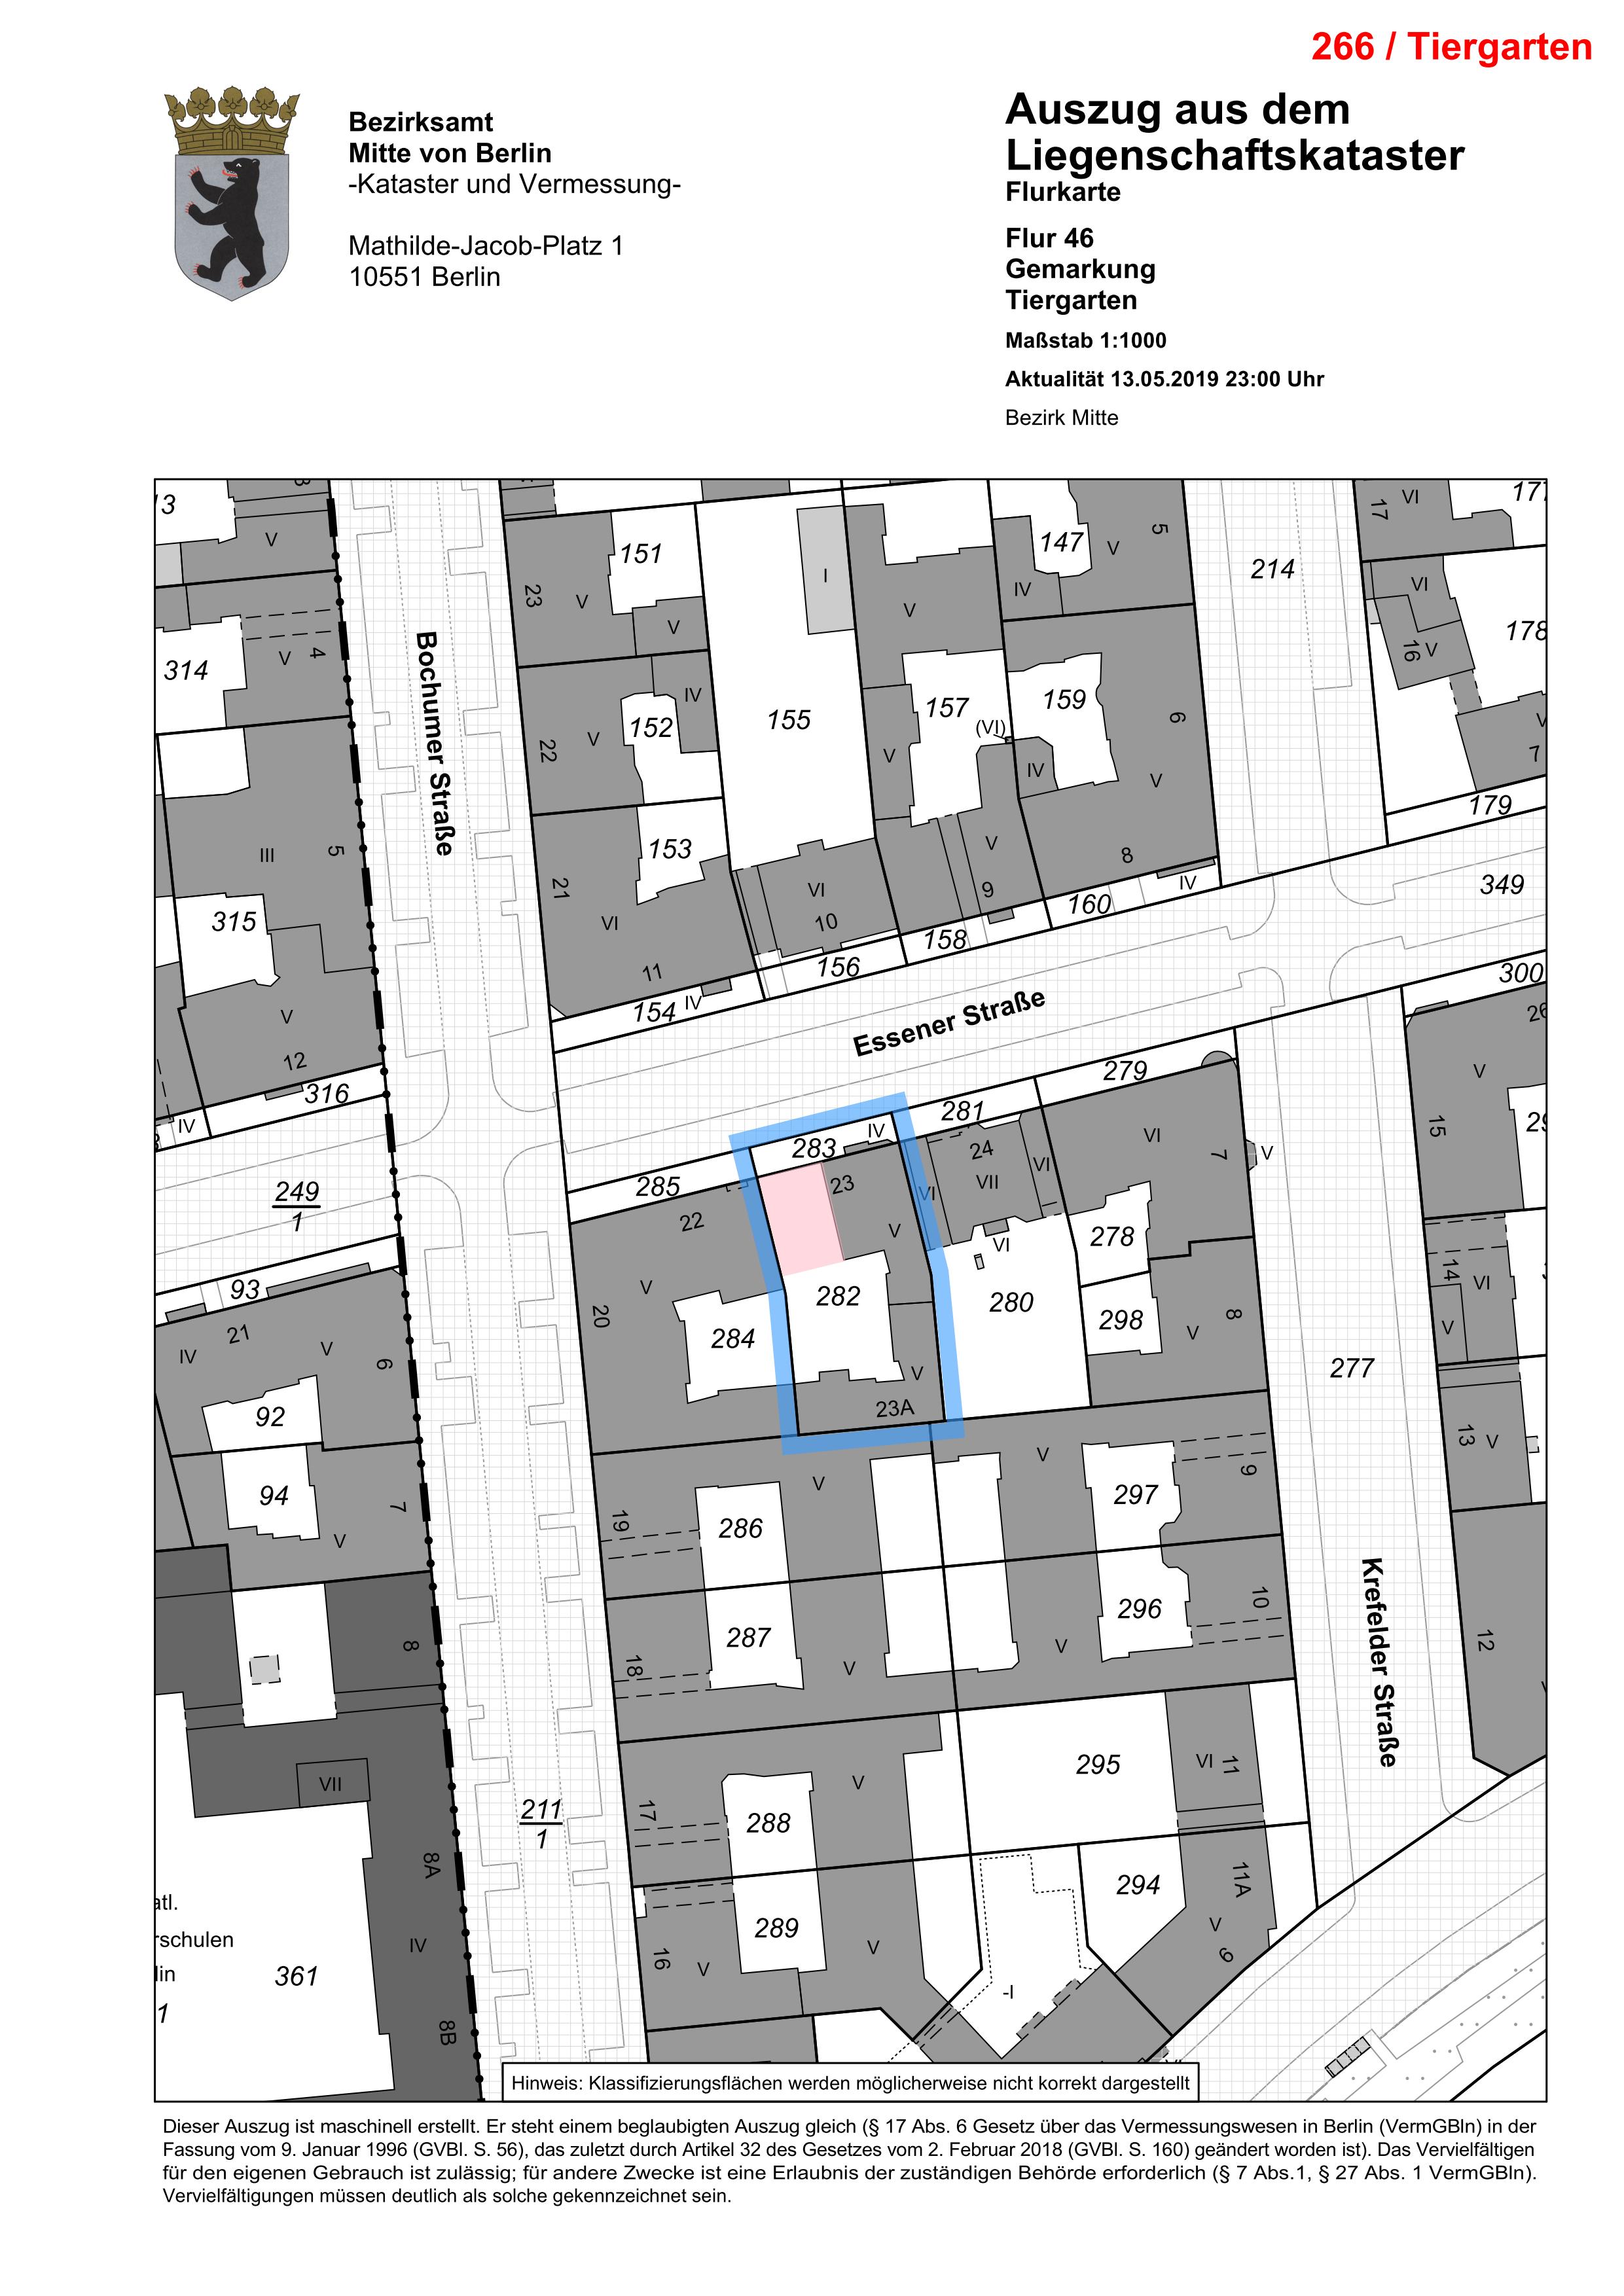 266 / Tiergarten
Bezirksamt
Mitte von Berlin
-Kataster und Vermessung-
Mathilde-Jacob-Platz 1
10551 Berlin
Auszug aus dem
Liegenschaftskataster
Flurkarte
Flur 46
Gemarkung
Tiergarten
Maßstab 1:1000
Aktualität 13.05.2019 23:00 Uhr
Bezirk Mitte
V
4
V
314
III
5
315
V
12
316
IV
249
1
93
21
IV
V
6
92
94
7
V
8
VII
8A
IV
8B
361
rschulen
Bochumer Straße
211
1
151
23
V
V
152
22
V
IV
153
21
VI
11
154
IV
155
I
VI
10
156
V
157
(VI)
V
V
9
158
147
IV
V
5
159
IV
6
V
8
160
IV
214
17
VI
VI
16
V
178
7
179
349
300
Essener Straße
279
281
283
IV
285
22
23
V
282
V
23A
20
V
284
24
VII
VI
VI
VI
280
VI
7
V
278
298
V
8
277
V
15
14
VI
V
13
V
12
19
286
V
V
297
9
18
287
V
V
296
10
Krefelder Straße
17
288
V
295
VI
11
16
V
289
V
294
11A
V
6
-I
Hinweis: Klassifizierungsflächen werden möglicherweise nicht korrekt dargestellt
Dieser Auszug ist maschinell erstellt. Er steht einem beglaubigten Auszug gleich (§ 17 Abs. 6 Gesetz über das Vermessungswesen in Berlin (VermGBln) in der
Fassung vom 9. Januar 1996 (GVBl. S. 56), das zuletzt durch Artikel 32 des Gesetzes vom 2. Februar 2018 (GVBl. S. 160) geändert worden ist). Das Vervielfältigen
für den eigenen Gebrauch ist zulässig; für andere Zwecke ist eine Erlaubnis der zuständigen Behörde erforderlich (§ 7 Abs.1, § 27 Abs. 1 VermGBln).
Vervielfältigungen müssen deutlich als solche gekennzeichnet sein.